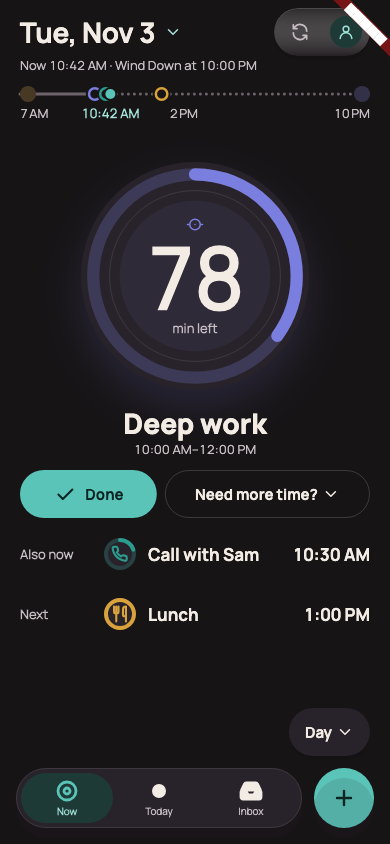 Tue, Nov 3
Now 10:42 AM · Wind Down at 10:00 PM
7 AM 10:42 AM 2 PM 10 PM
78
min left
Deep work
10:00 AM–12:00 PM
Done Need more time?
Also now Call with Sam 10:30 AM
Next Lunch 1:00 PM
Day
Now Today Inbox